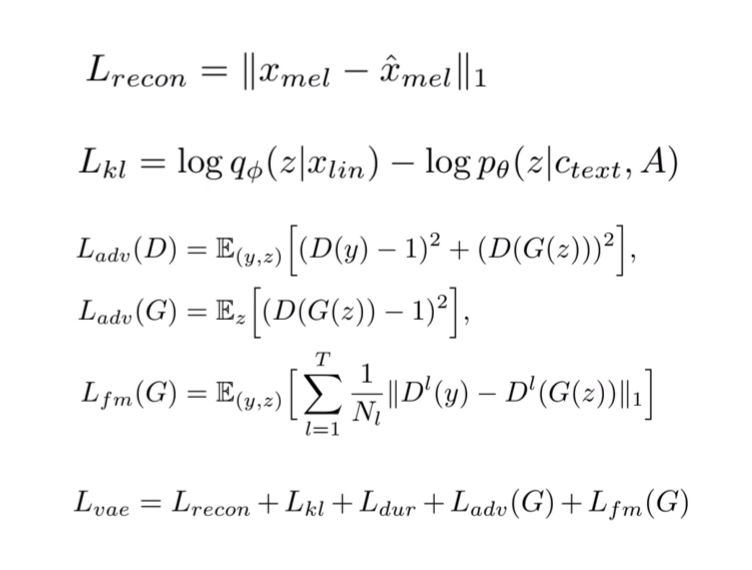 L_{recon} = \|x_{mel} - \hat{x}_{mel}\|_1
L_{kl} = \log q_\phi(z|x_{lin}) - \log p_\theta(z|c_{text}, A)
L_{adv}(D) = \mathbb{E}_{(y,z)}\Big[(D(y) - 1)^2 + (D(G(z)))^2\Big],
L_{adv}(G) = \mathbb{E}_z\Big[(D(G(z)) - 1)^2\Big],
L_{fm}(G) = \mathbb{E}_{(y,z)}\Big[\sum_{l=1}^{T} \frac{1}{N_l}\|D^l(y) - D^l(G(z))\|_1\Big]
L_{vae} = L_{recon} + L_{kl} + L_{dur} + L_{adv}(G) + L_{fm}(G)